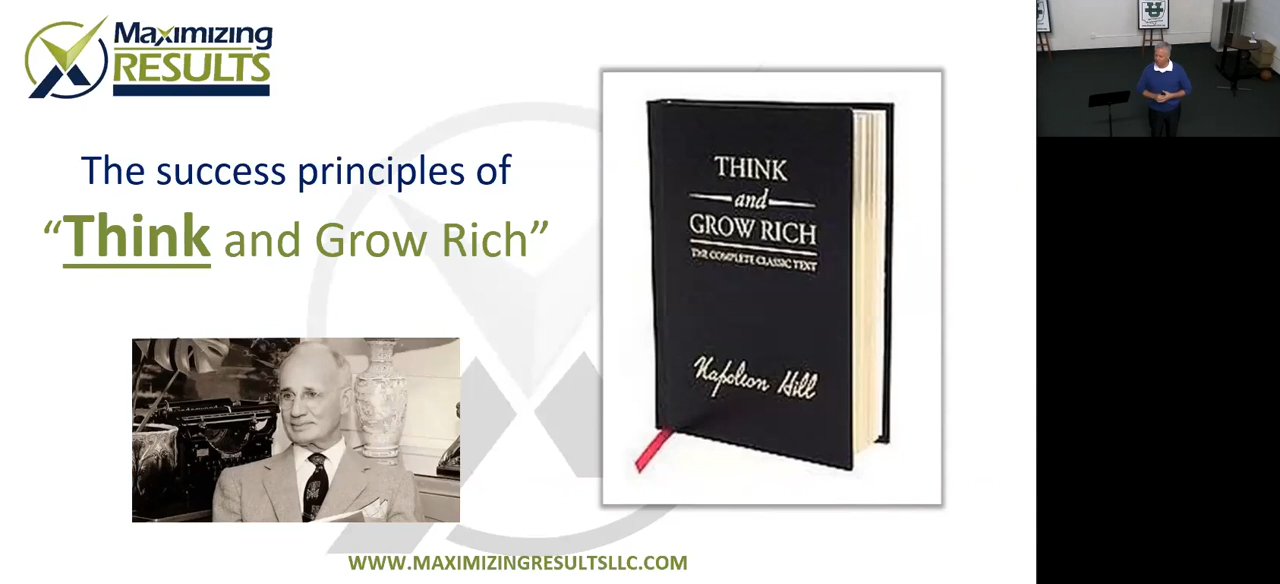 Maximizing
RESULTS
The success principles of
“Think and Grow Rich”
THINK
and
GROW RICH
THE COMPLETE CLASSIC TEXT
Napoleon Hill
WWW.MAXIMIZINGRESULTSLLC.COM